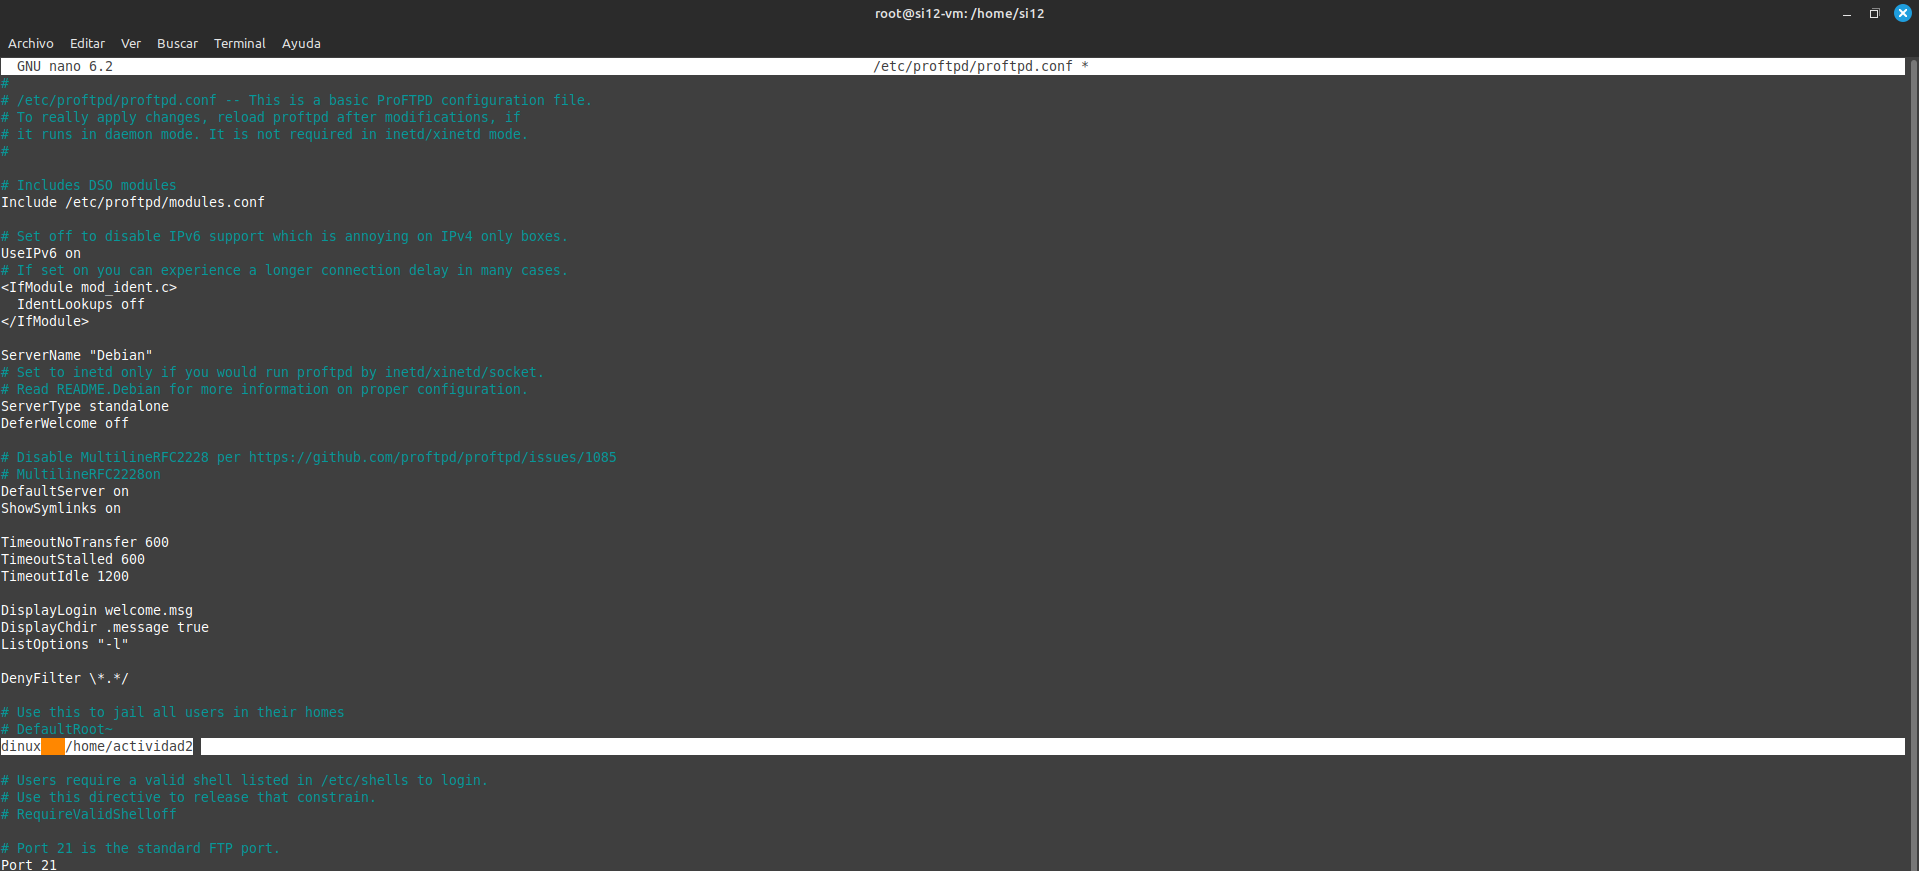 root@si12-vm: /home/si12
Archivo Editar Ver Buscar Terminal Ayuda
GNU nano 6.2 /etc/proftpd/proftpd.conf *
#
# /etc/proftpd/proftpd.conf -- This is a basic ProFTPD configuration file.
# To really apply changes, reload proftpd after modifications, if
# it runs in daemon mode. It is not required in inetd/xinetd mode.
#
# Includes DSO modules
Include /etc/proftpd/modules.conf
# Set off to disable IPv6 support which is annoying on IPv4 only boxes.
UseIPv6 on
# If set on you can experience a longer connection delay in many cases.
<IfModule mod_ident.c>
  IdentLookups off
</IfModule>
ServerName "Debian"
# Set to inetd only if you would run proftpd by inetd/xinetd/socket.
# Read README.Debian for more information on proper configuration.
ServerType standalone
DeferWelcome off
# Disable MultilineRFC2228 per https://github.com/proftpd/proftpd/issues/1085
# MultilineRFC2228on
DefaultServer on
ShowSymlinks on
TimeoutNoTransfer 600
TimeoutStalled 600
TimeoutIdle 1200
DisplayLogin welcome.msg
DisplayChdir .message true
ListOptions "-l"
DenyFilter \*.*/
# Use this to jail all users in their homes
# DefaultRoot~
dinux   /home/actividad2
# Users require a valid shell listed in /etc/shells to login.
# Use this directive to release that constrain.
# RequireValidShelloff
# Port 21 is the standard FTP port.
Port 21